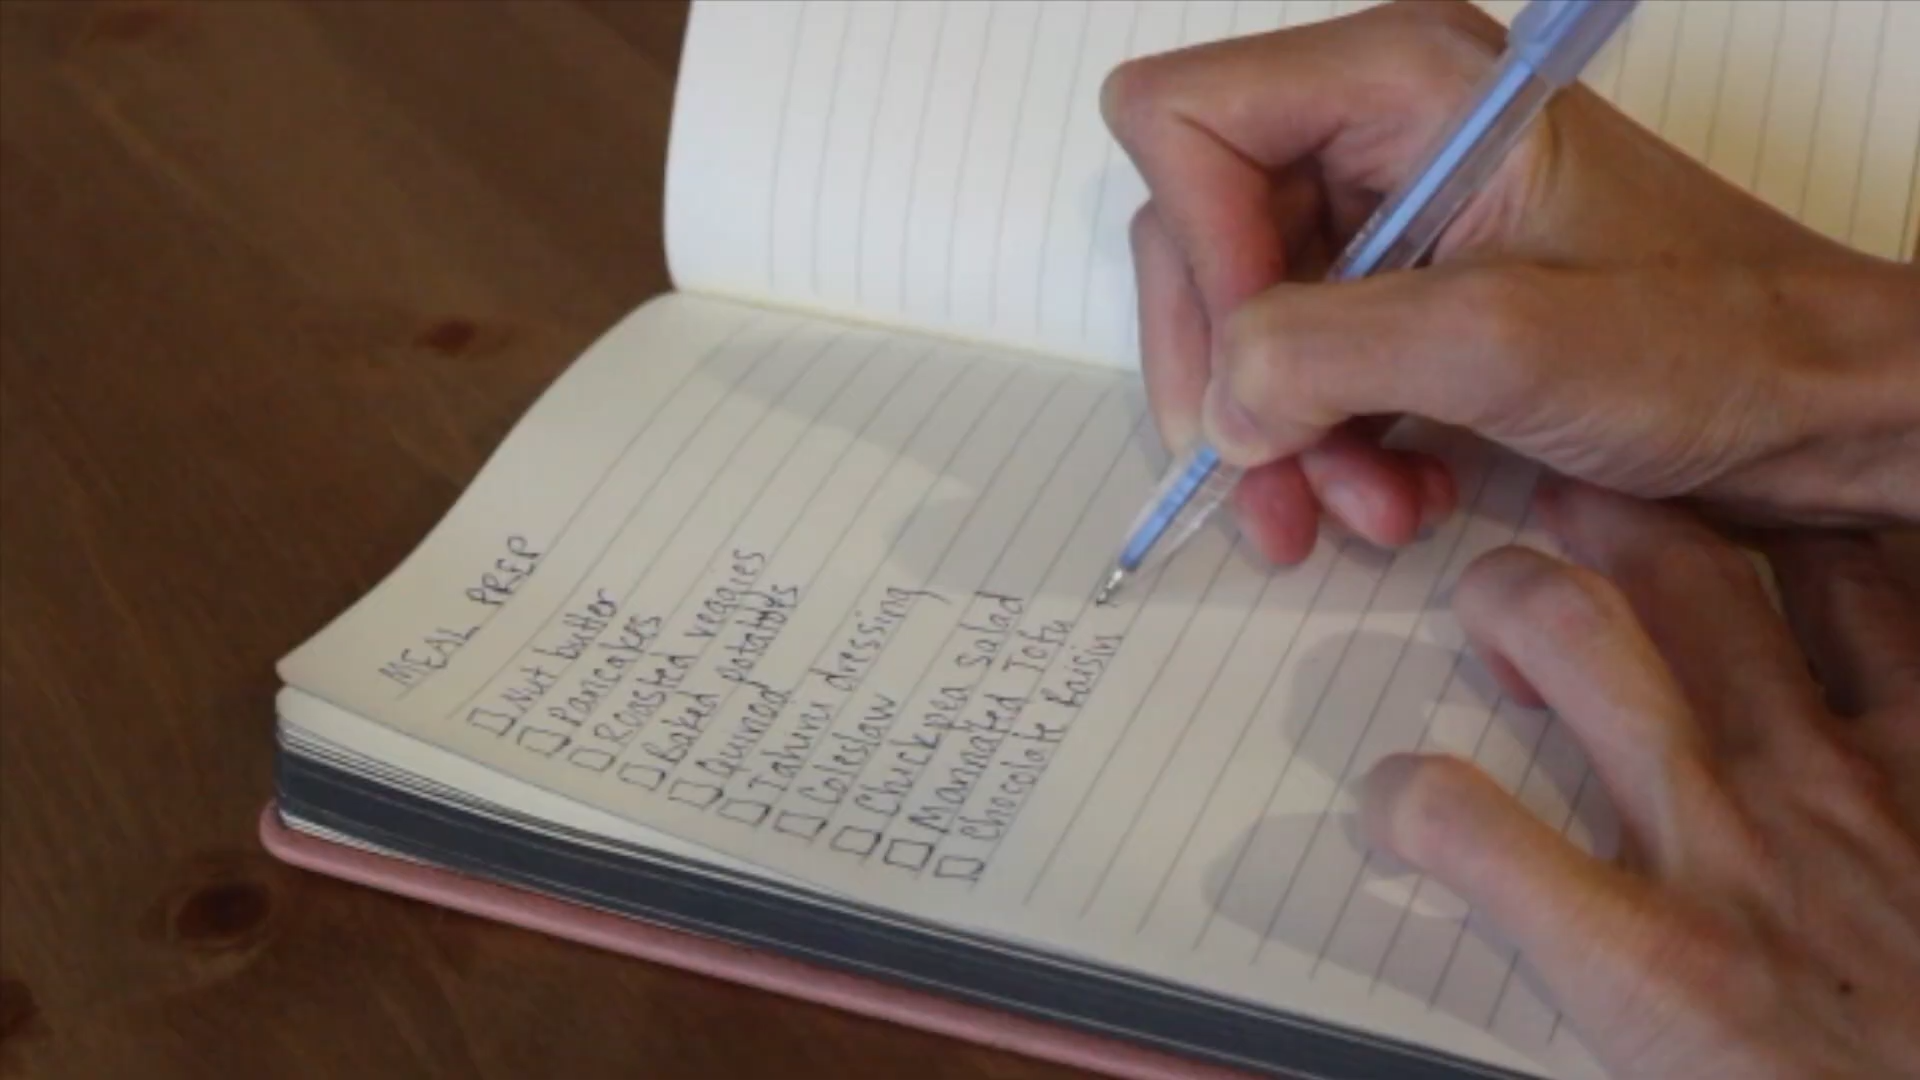 MEAL PREP
Nut butter
Pancakes
Roasted veggies
Baked potatoes
Quinoa
Tahini dressing
Coleslaw
Chickpea salad
Marinated Tofu
Chocolate Raisin